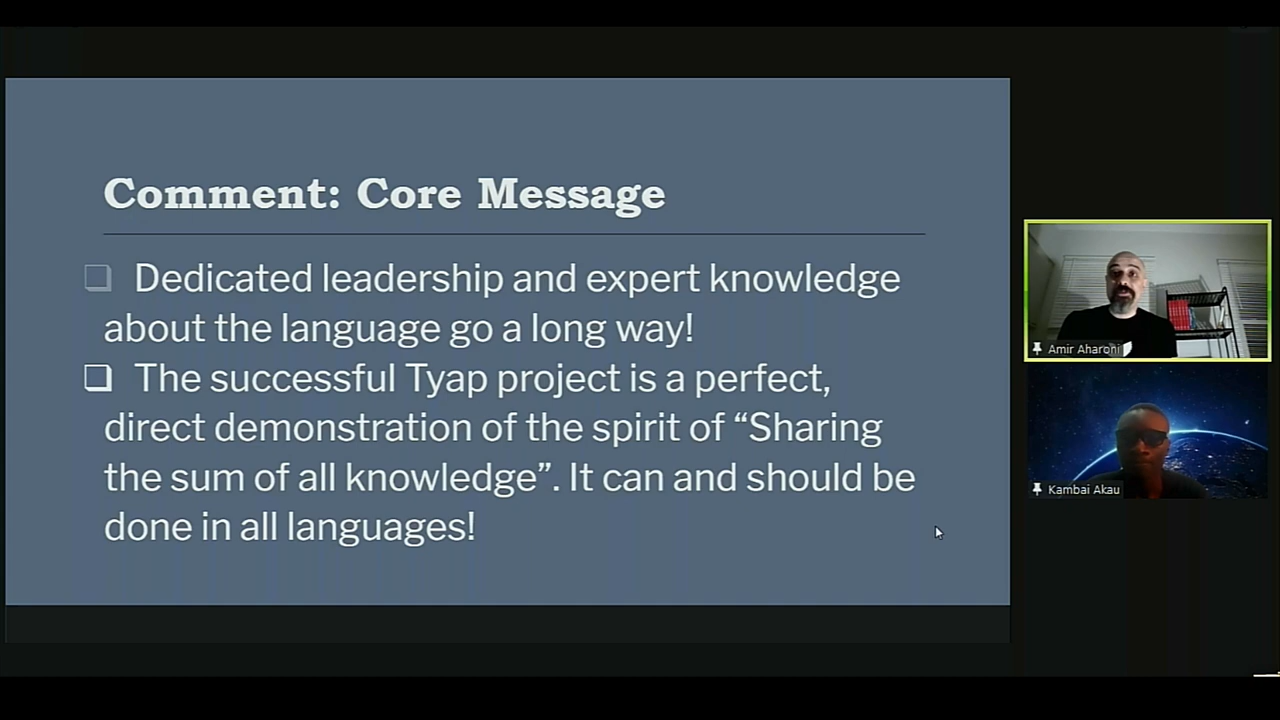 Comment: Core Message
❏ Dedicated leadership and expert knowledge
about the language go a long way!
❏ The successful Tyap project is a perfect,
direct demonstration of the spirit of “Sharing
the sum of all knowledge”. It can and should be
done in all languages!
Amir Aharoni
Kambai Akau